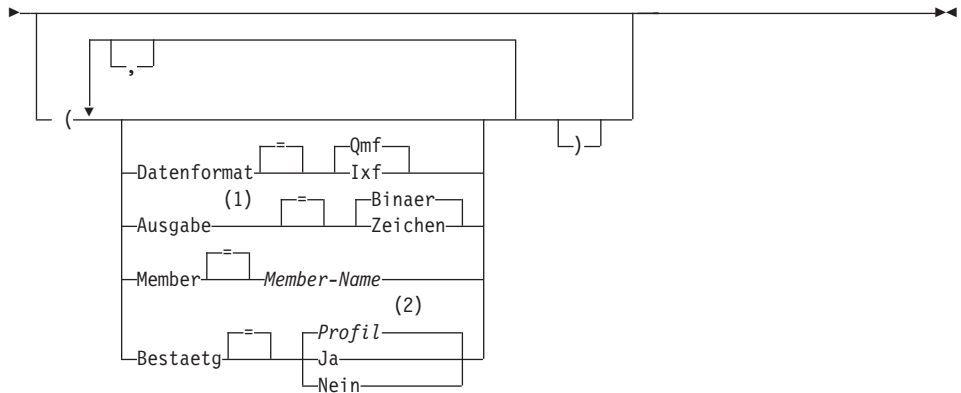 ,
( )
= Qmf
Datenformat Ixf
(1)
= Binaer
Ausgabe Zeichen
=
Member Member-Name
(2)
= Profil
Bestaetg Ja
Nein